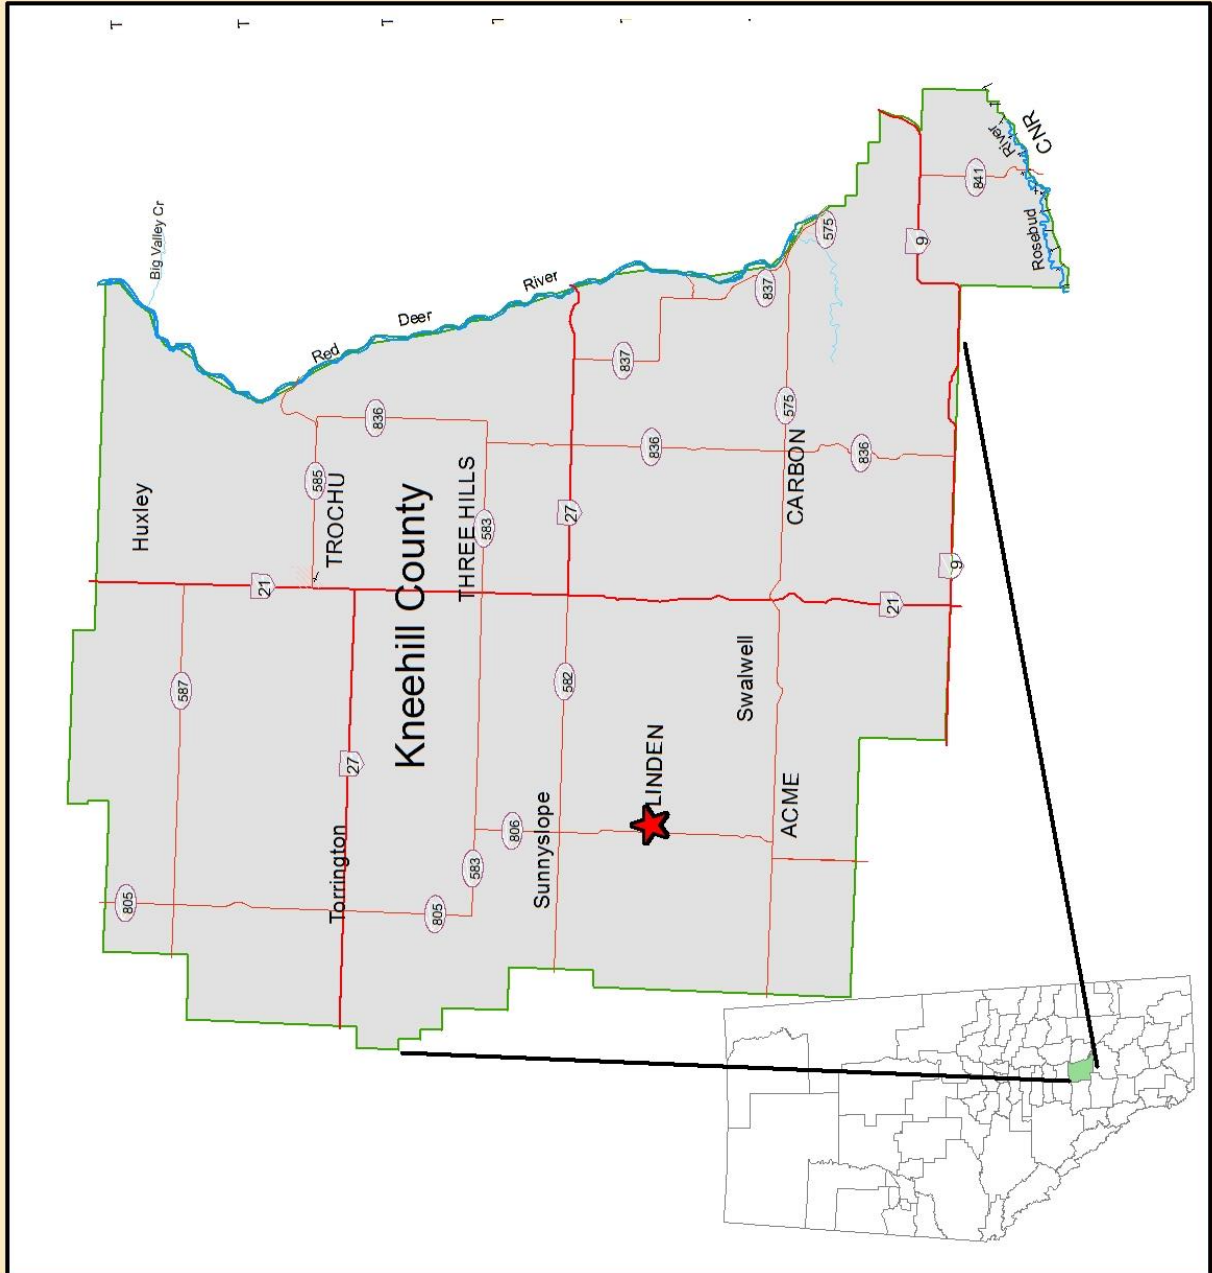 Big Valley Cr
Red
Deer
River
Huxley
TROCHU
Kneehill County
THREE HILLS
CARBON
Swalwell
LINDEN
ACME
Sunnyslope
Torrington
Rosebud
River
CNR
21
21
27
27
9
9
587
585
836
836
836
583
583
582
837
837
575
575
841
805
805
806